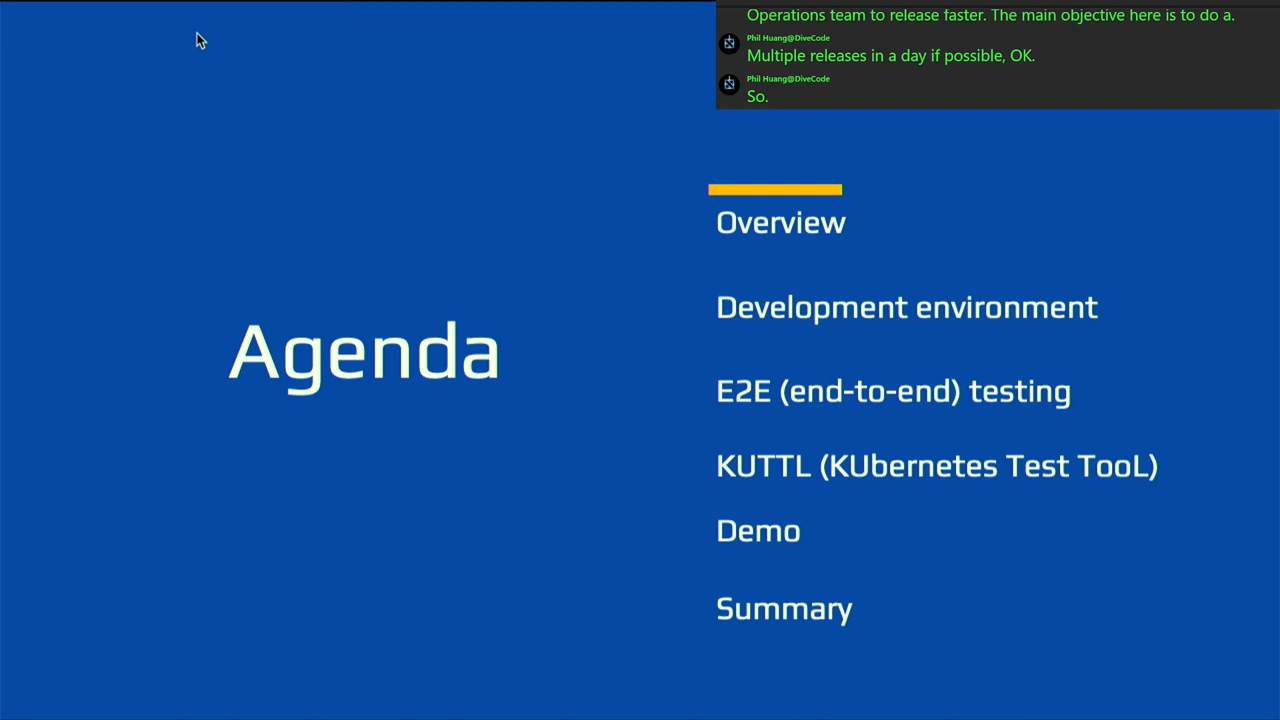 Operations team to release faster. The main objective here is to do a.
Phil Huang@DiveCode
Multiple releases in a day if possible, OK.
Phil Huang@DiveCode
So.
Agenda
Overview
Development environment
E2E (end-to-end) testing
KUTTL (KUbernetes Test TooL)
Demo
Summary